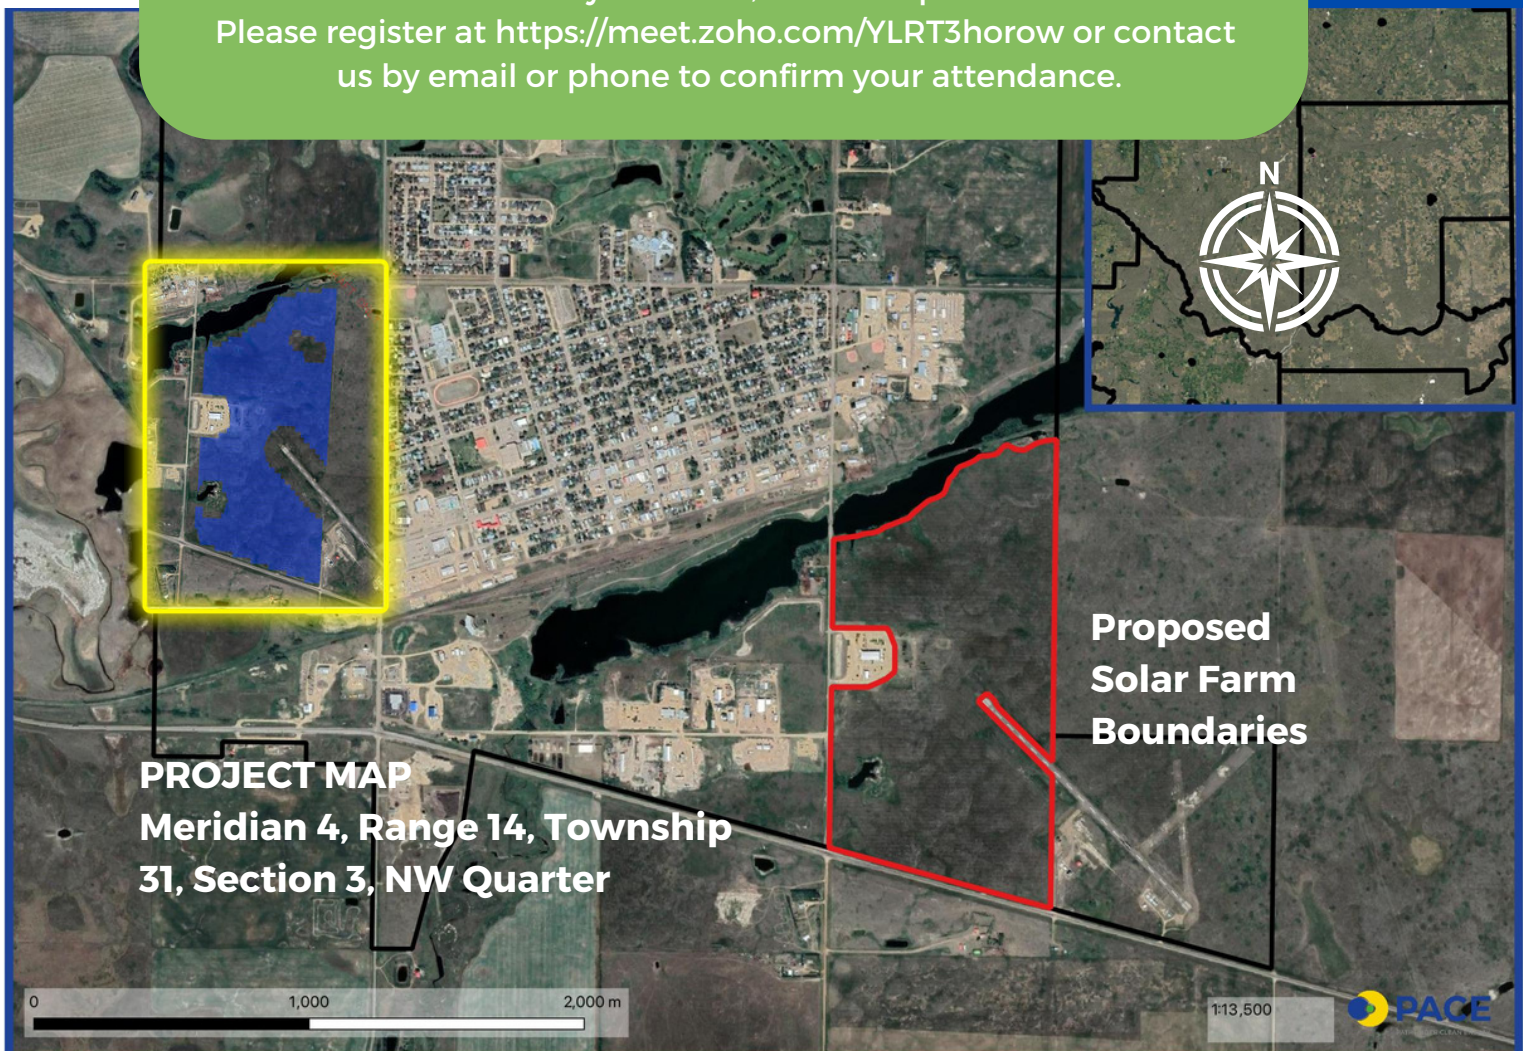 Please register at https://meet.zoho.com/YLRT3horow or contact
us by email or phone to confirm your attendance.
N
Proposed
Solar Farm
Boundaries
PROJECT MAP
Meridian 4, Range 14, Township
31, Section 3, NW Quarter
0 1,000 2,000 m
1:13,500
PACE